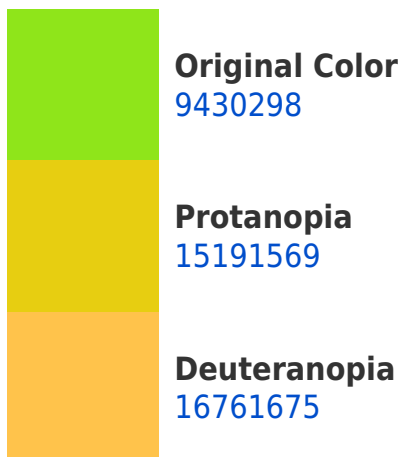 Original Color
9430298
Protanopia
15191569
Deuteranopia
16761675